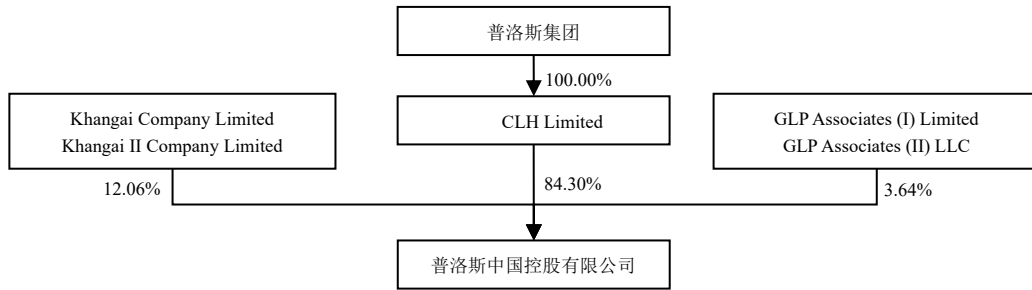 普洛斯集团
100.00%
Khangai Company Limited
Khangai II Company Limited
CLH Limited
GLP Associates (I) Limited
GLP Associates (II) LLC
12.06%
84.30%
3.64%
普洛斯中国控股有限公司